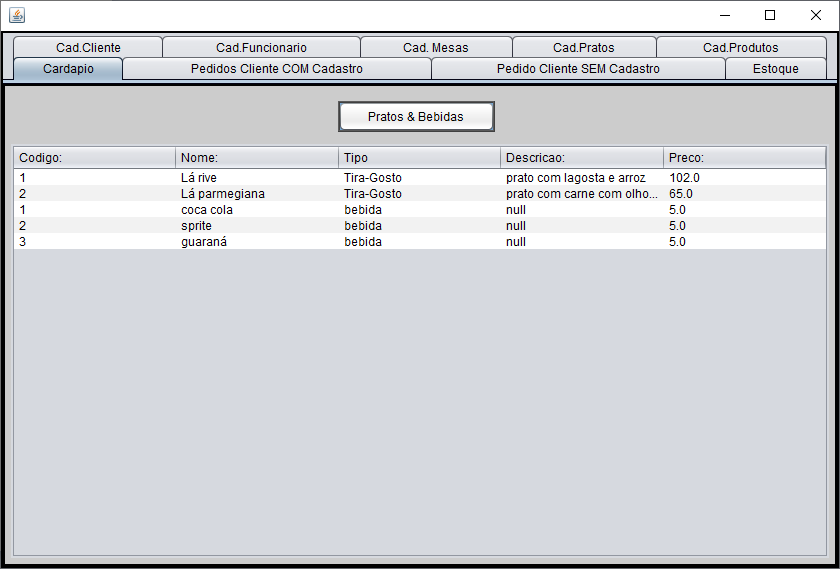 Cad.Cliente Cad.Funcionario Cad. Mesas Cad.Pratos Cad.Produtos
Cardapio Pedidos Cliente COM Cadastro Pedido Cliente SEM Cadastro Estoque
Pratos & Bebidas
Codigo: Nome: Tipo Descricao: Preco:
1 Lá rive Tira-Gosto prato com lagosta e arroz 102.0
2 Lá parmegiana Tira-Gosto prato com carne com olho... 65.0
1 coca cola bebida null 5.0
2 sprite bebida null 5.0
3 guaraná bebida null 5.0